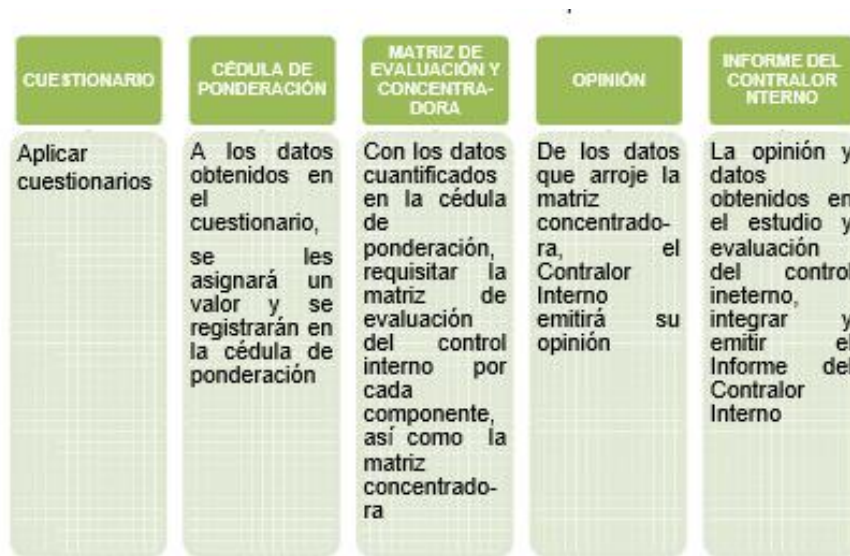 CUESTIONARIO
Aplicar
cuestionarios
CÉDULA DE
PONDERACIÓN
A los datos
obtenidos en
el
cuestionario,
se les
asignará un
valor y se
registrarán en
la cédula de
ponderación
MATRIZ DE
EVALUACIÓN Y
CONCENTRA-
DORA
Con los datos
cuantificados
en la cédula
de
ponderación,
requisitar la
matriz de
evaluación
del control
interno por
cada
componente,
así como la
matriz
concentrado-
ra
OPINIÓN
De los datos
que arroje la
matriz
concentrado-
ra, el
Contralor
Interno
emitirá su
opinión
INFORME DEL
CONTRALOR
NTERNO
La opinión y
datos
obtenidos en
el estudio y
evaluación
del control
ineterno,
integrar y
emitir el
Informe del
Contralor
Interno